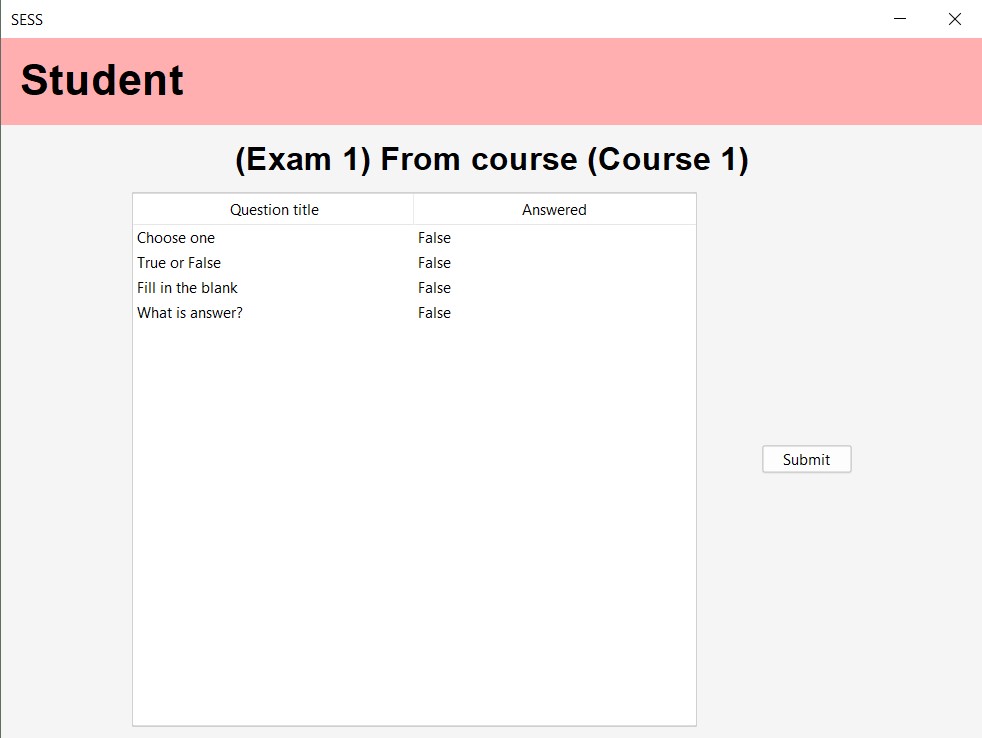 SESS
Student
(Exam 1) From course (Course 1)
Question title Answered
Choose one False
True or False False
Fill in the blank False
What is answer? False
Submit